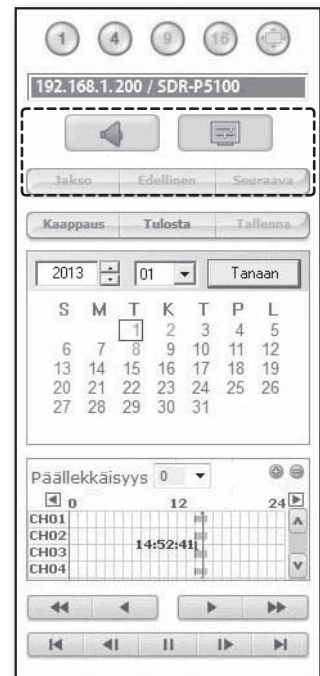 1 4 9 16
192.168.1.200 / SDR-P5100
Jakso Edellinen Seuraava
Kaappaus Tulosta Tallenna
2013 01 Tanaan
S M T K T P L
1 2 3 4 5
6 7 8 9 10 11 12
13 14 15 16 17 18 19
20 21 22 23 24 25 26
27 28 29 30 31
Päällekkäisyys 0
0 12 24
CH01
CH02
14:52:41
CH03
CH04